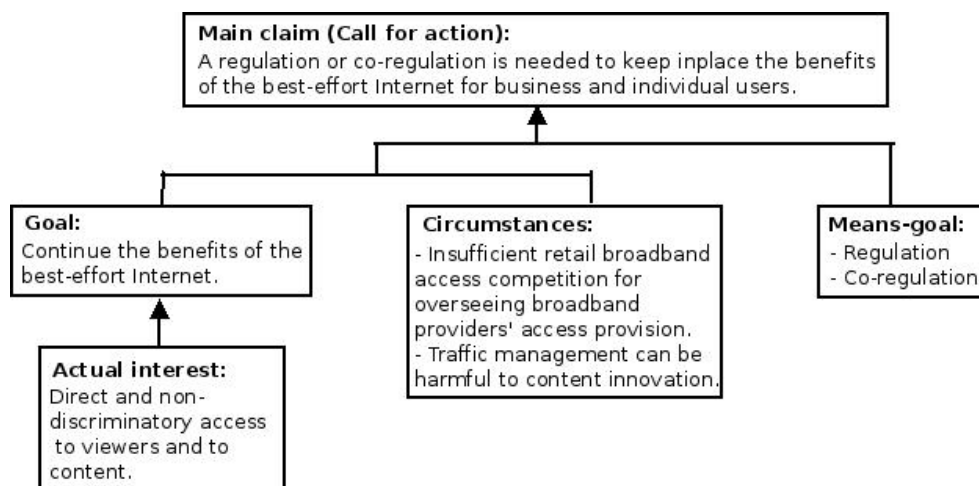 Main claim (Call for action):
A regulation or co-regulation is needed to keep inplace the benefits
of the best-effort Internet for business and individual users.
Goal:
Continue the benefits of the
best-effort Internet.
Circumstances:
- Insufficient retail broadband
access competition for
overseeing broadband
providers' access provision.
- Traffic management can be
harmful to content innovation.
Means-goal:
- Regulation
- Co-regulation
Actual interest:
Direct and non-
discriminatory access
to viewers and to
content.